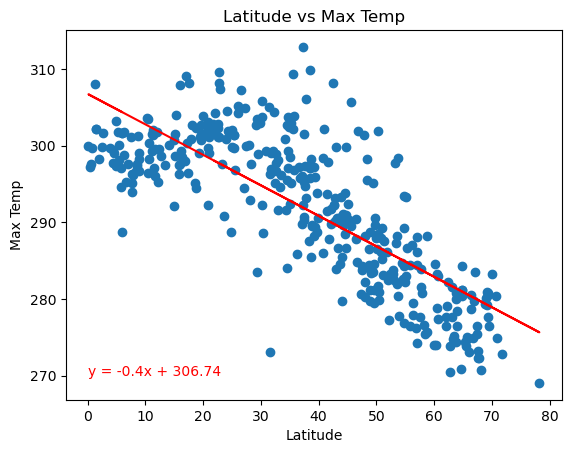 Latitude vs Max Temp
Max Temp
310
300
290
280
270
y = -0.4x + 306.74
0 10 20 30 40 50 60 70 80
Latitude